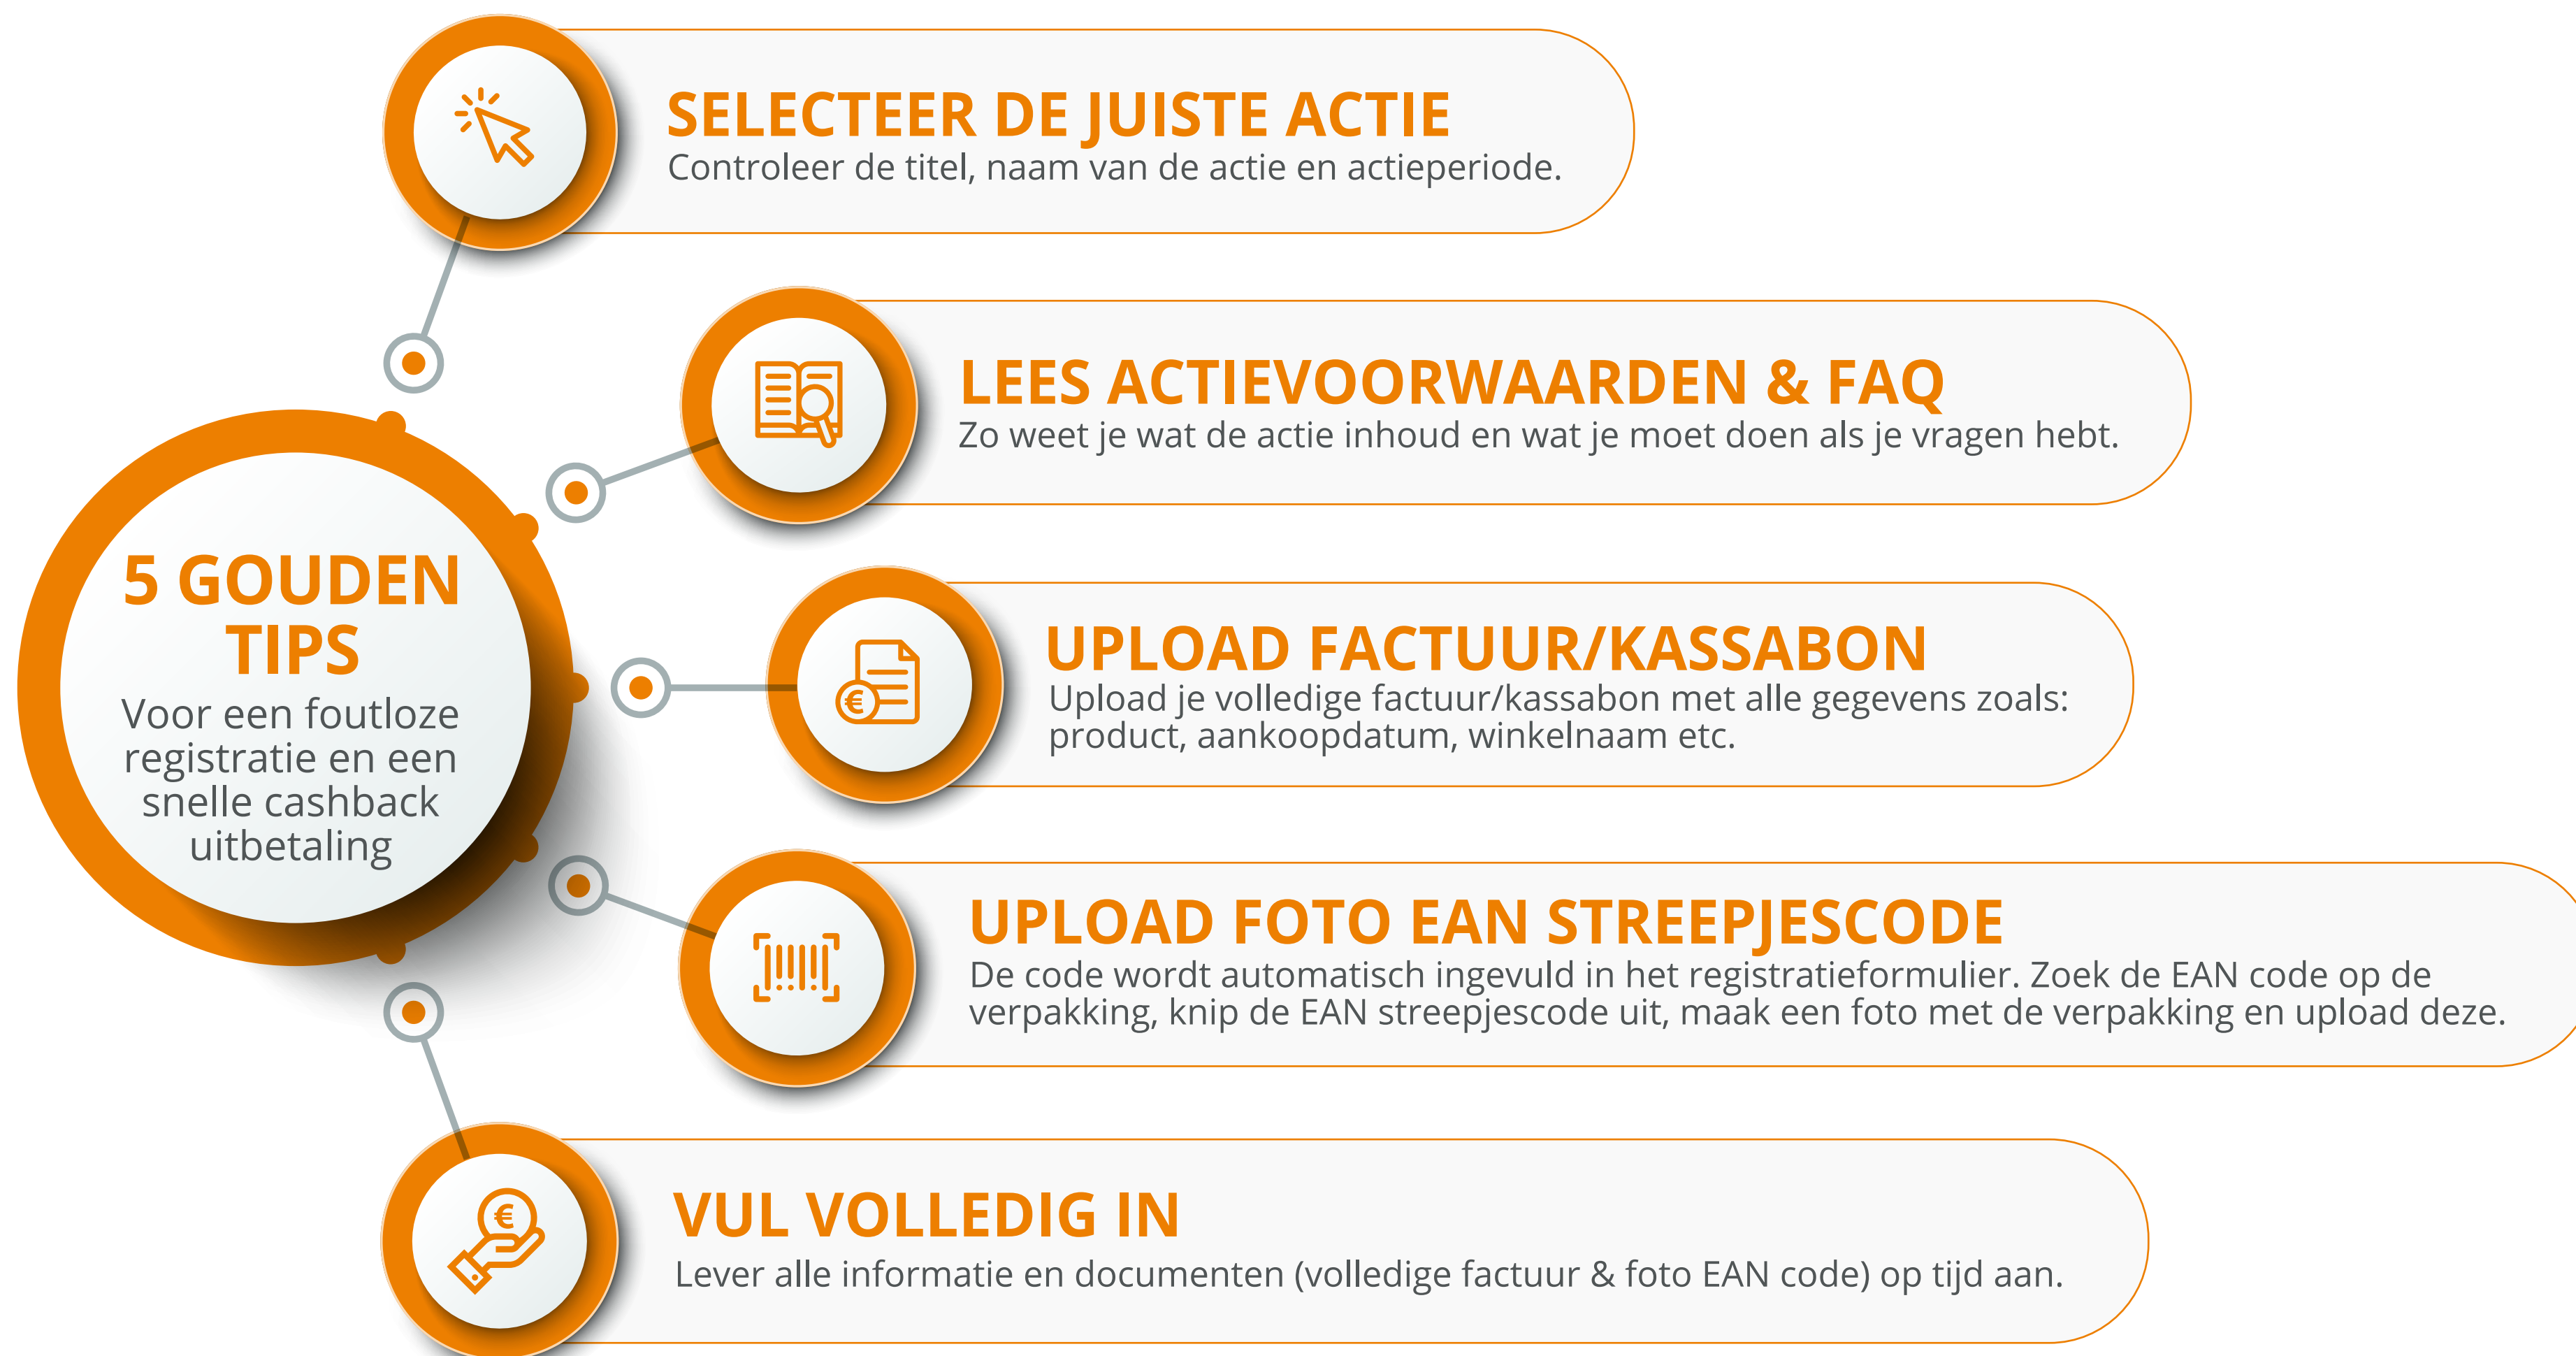 5 GOUDEN
TIPS
Voor een foutloze
registratie en een
snelle cashback
uitbetaling
SELECTEER DE JUISTE ACTIE
Controleer de titel, naam van de actie en actieperiode.
LEES ACTIEVOORWAARDEN & FAQ
Zo weet je wat de actie inhoud en wat je moet doen als je vragen hebt.
UPLOAD FACTUUR/KASSABON
Upload je volledige factuur/kassabon met alle gegevens zoals:
product, aankoopdatum, winkelnaam etc.
UPLOAD FOTO EAN STREEPJESCODE
De code wordt automatisch ingevuld in het registratieformulier. Zoek de EAN code op de
verpakking, knip de EAN streepjescode uit, maak een foto met de verpakking en upload deze.
VUL VOLLEDIG IN
Lever alle informatie en documenten (volledige factuur & foto EAN code) op tijd aan.